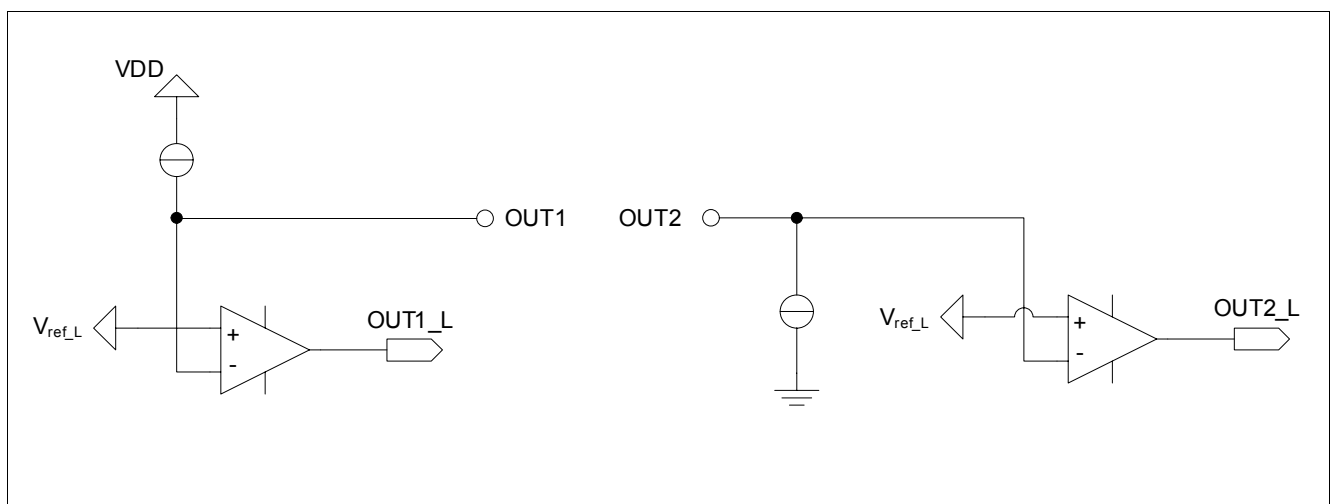 VDD
OUT1
OUT2
Vref_L
+
-
OUT1_L
Vref_L
+
-
OUT2_L